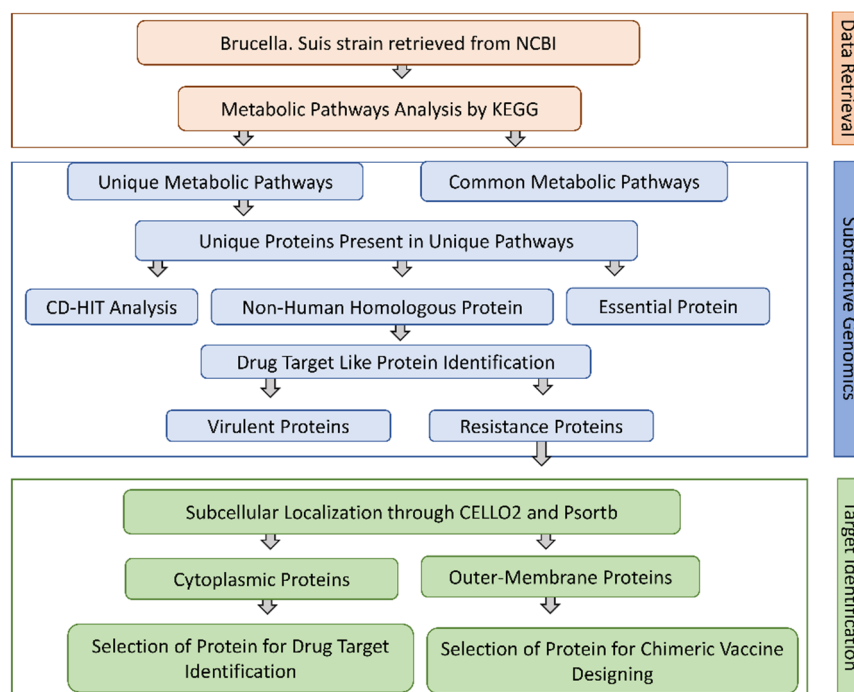 Brucella. Suis strain retrieved from NCBI
Metabolic Pathways Analysis by KEGG
Data Retrieval
Unique Metabolic Pathways
Common Metabolic Pathways
Unique Proteins Present in Unique Pathways
CD-HIT Analysis
Non-Human Homologous Protein
Essential Protein
Drug Target Like Protein Identification
Virulent Proteins
Resistance Proteins
Subtractive Genomics
Subcellular Localization through CELLO2 and Psortb
Cytoplasmic Proteins
Outer-Membrane Proteins
Selection of Protein for Drug Target
Identification
Selection of Protein for Chimeric Vaccine
Designing
Target Identification